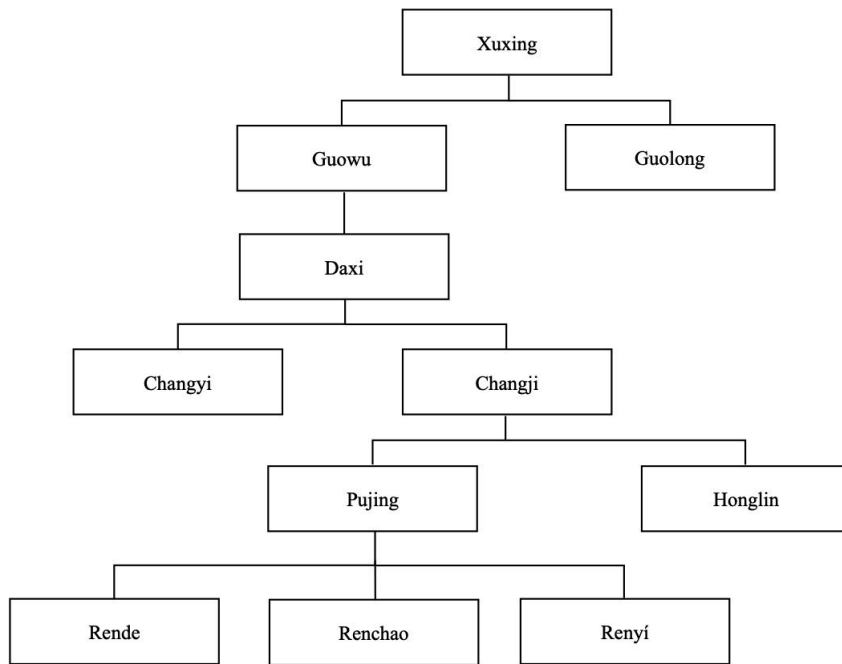 Xuxing
Guowu
Guolong
Daxi
Changyi
Changji
Pujing
Honglin
Rende
Renchao
Renyí